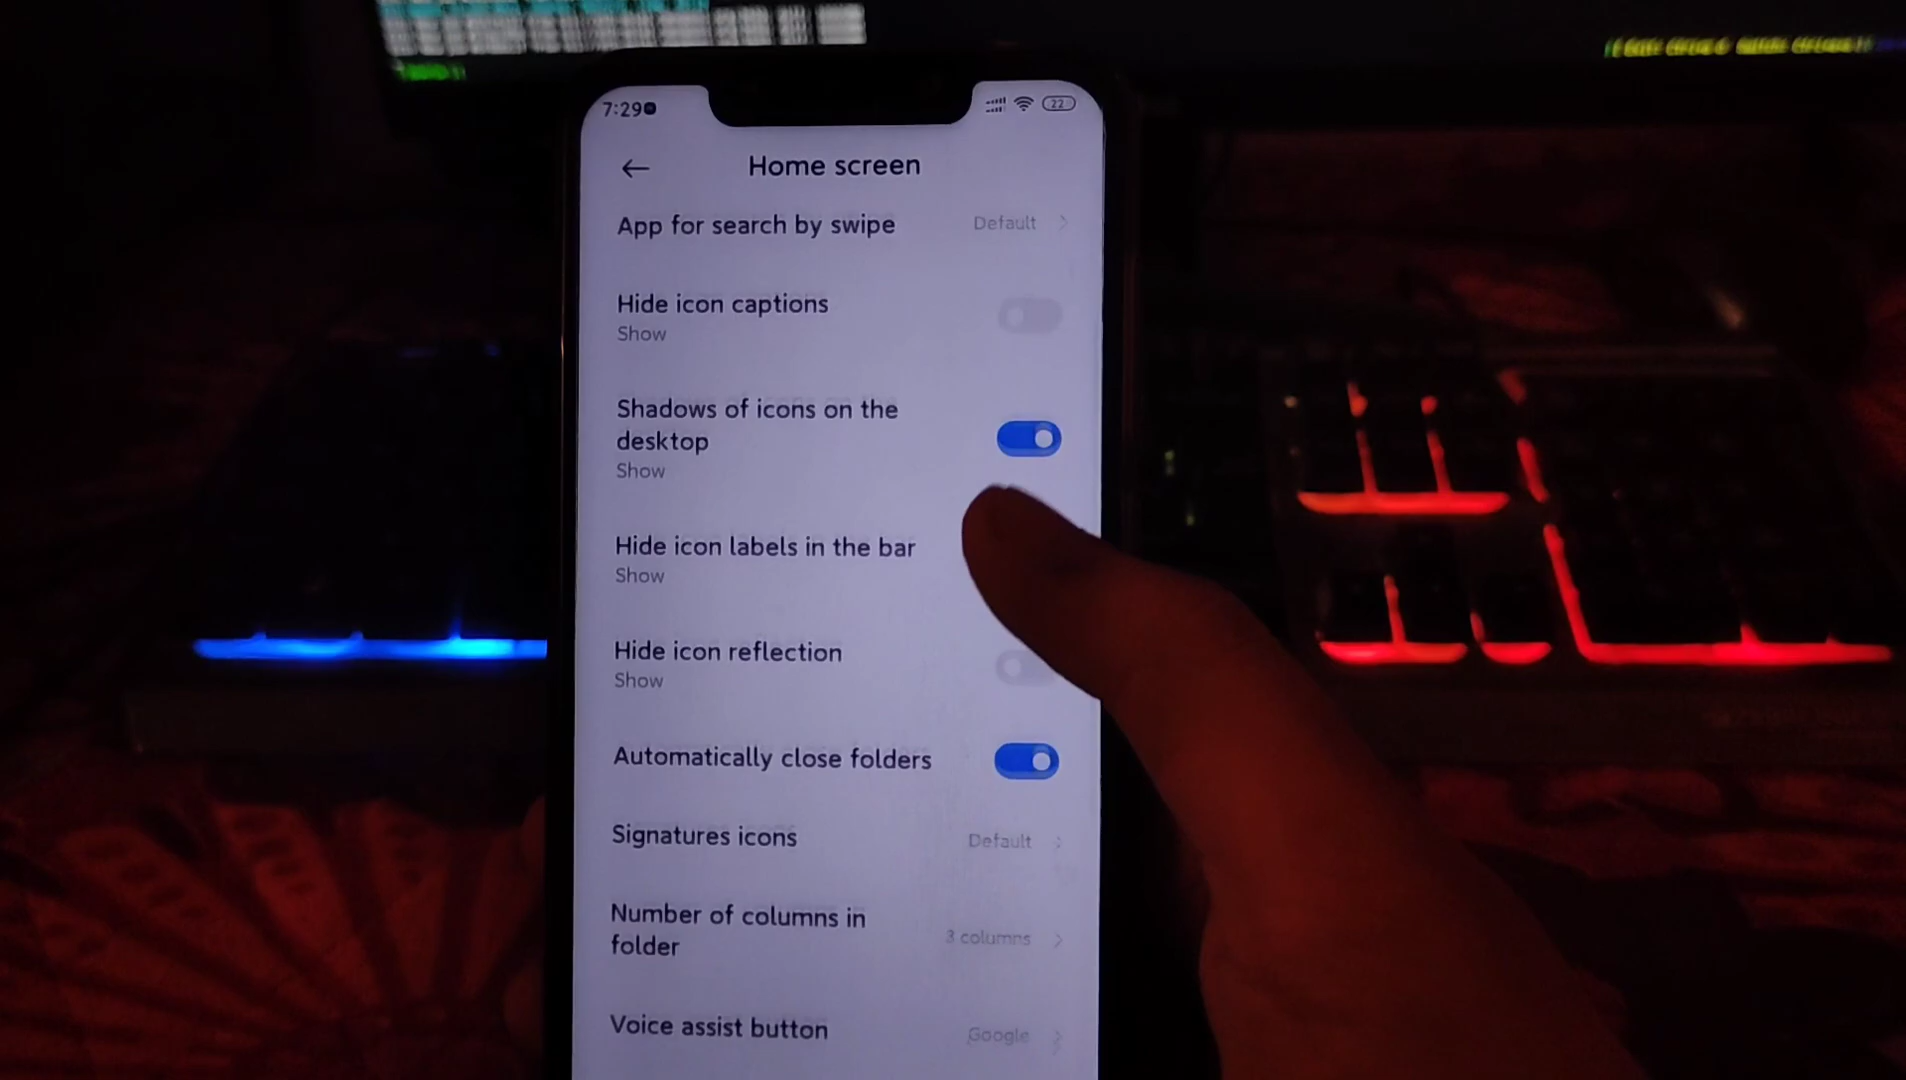 7:29
22
Home screen
App for search by swipe Default
Hide icon captions
Show
Shadows of icons on the
desktop
Show
Hide icon labels in the bar
Show
Hide icon reflection
Show
Automatically close folders
Signatures icons Default
Number of columns in
folder 3 columns
Voice assist button Google